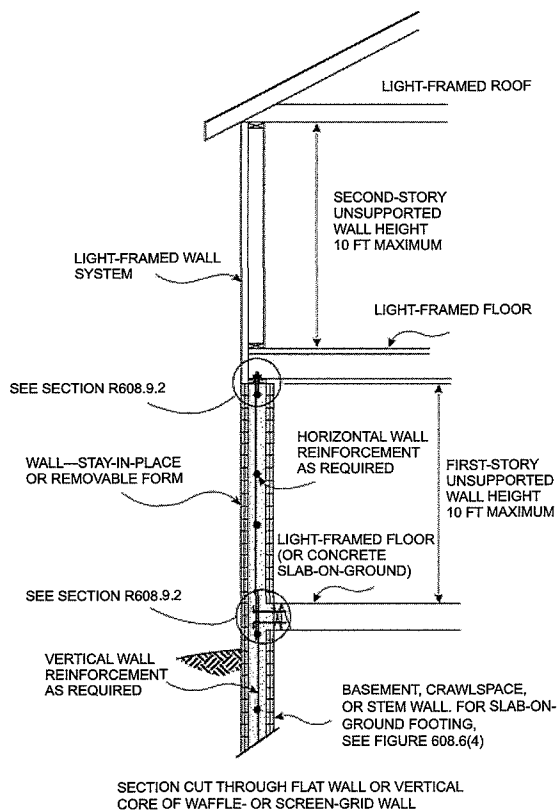 LIGHT-FRAMED ROOF
SECOND-STORY
UNSUPPORTED
WALL HEIGHT
10 FT MAXIMUM
LIGHT-FRAMED WALL
SYSTEM
LIGHT-FRAMED FLOOR
SEE SECTION R608.9.2
HORIZONTAL WALL
REINFORCEMENT
AS REQUIRED
WALL—STAY-IN-PLACE
OR REMOVABLE FORM
FIRST-STORY
UNSUPPORTED
WALL HEIGHT
10 FT MAXIMUM
LIGHT-FRAMED FLOOR
(OR CONCRETE
SLAB-ON-GROUND)
SEE SECTION R608.9.2
VERTICAL WALL
REINFORCEMENT
AS REQUIRED
BASEMENT, CRAWLSPACE,
OR STEM WALL. FOR SLAB-ON-
GROUND FOOTING,
SEE FIGURE 608.6(4)
SECTION CUT THROUGH FLAT WALL OR VERTICAL
CORE OF WAFFLE- OR SCREEN-GRID WALL